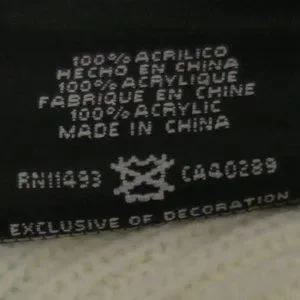 100% ACRILICO
HECHO EN CHINA
100% ACRYLIQUE
FABRIQUE EN CHINE
100% ACRYLIC
MADE IN CHINA
RN11493 CA40289
EXCLUSIVE OF DECORATION